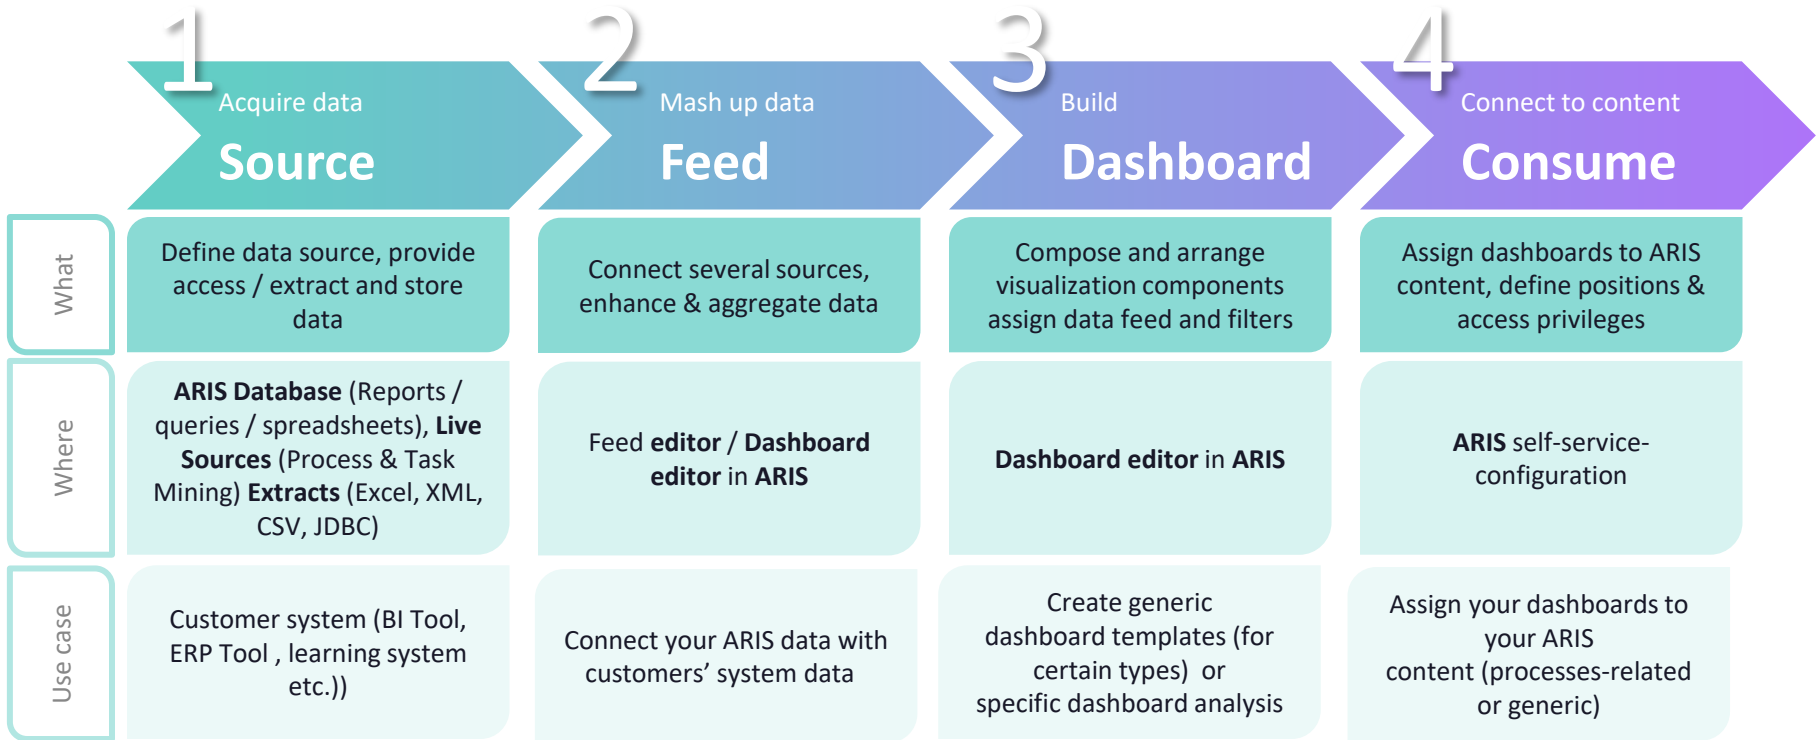 1
Acquire data
Source
2
Mash up data
Feed
3
Build
Dashboard
4
Connect to content
Consume
What
Define data source, provide
access / extract and store
data
Connect several sources,
enhance & aggregate data
Compose and arrange
visualization components
assign data feed and filters
Assign dashboards to ARIS
content, define positions &
access privileges
Where
ARIS Database (Reports /
queries / spreadsheets), Live
Sources (Process & Task
Mining) Extracts (Excel, XML,
CSV, JDBC)
Feed editor / Dashboard
editor in ARIS
Dashboard editor in ARIS
ARIS self-service-
configuration
Use case
Customer system (BI Tool,
ERP Tool , learning system
etc.))
Connect your ARIS data with
customers’ system data
Create generic
dashboard templates (for
certain types)  or
specific dashboard analysis
Assign your dashboards to
your ARIS
content (processes-related
or generic)